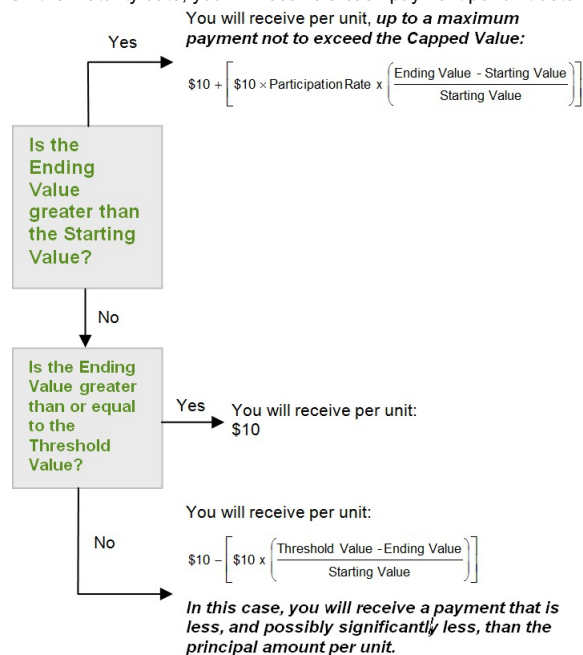 You will receive per unit, up to a maximum
payment not to exceed the Capped Value:
Yes
$10 + [ $10 × Participation Rate x ( Ending Value - Starting Value / Starting Value ) ]
Is the
Ending
Value
greater than
the Starting
Value?
No
Is the Ending
Value greater
than or equal
to the
Threshold
Value?
Yes
You will receive per unit:
$10
You will receive per unit:
No
$10 – [ $10 x ( Threshold Value - Ending Value / Starting Value ) ]
In this case, you will receive a payment that is
less, and possibly significantly less, than the
principal amount per unit.